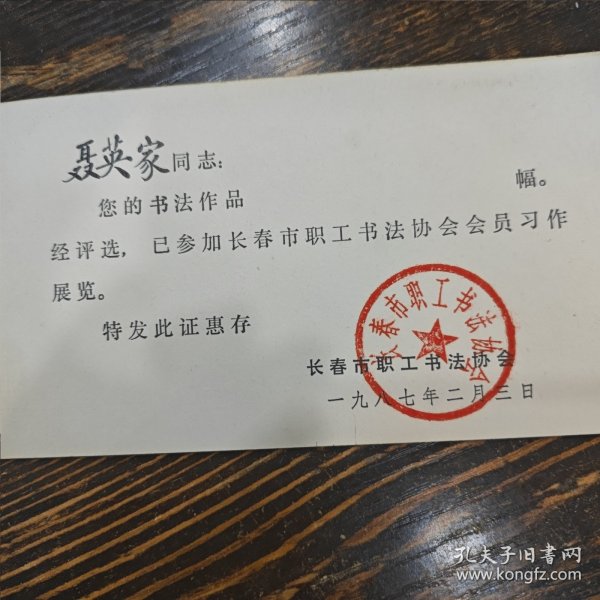 聂英家同志：
您的书法作品 幅。
经评选，已参加长春市职工书法协会会员习作
展览。
特发此证惠存
长春市职工书法协会
一九八七年二月三日
长春市职工书法协会
孔夫子旧书网
www.kongfz.com